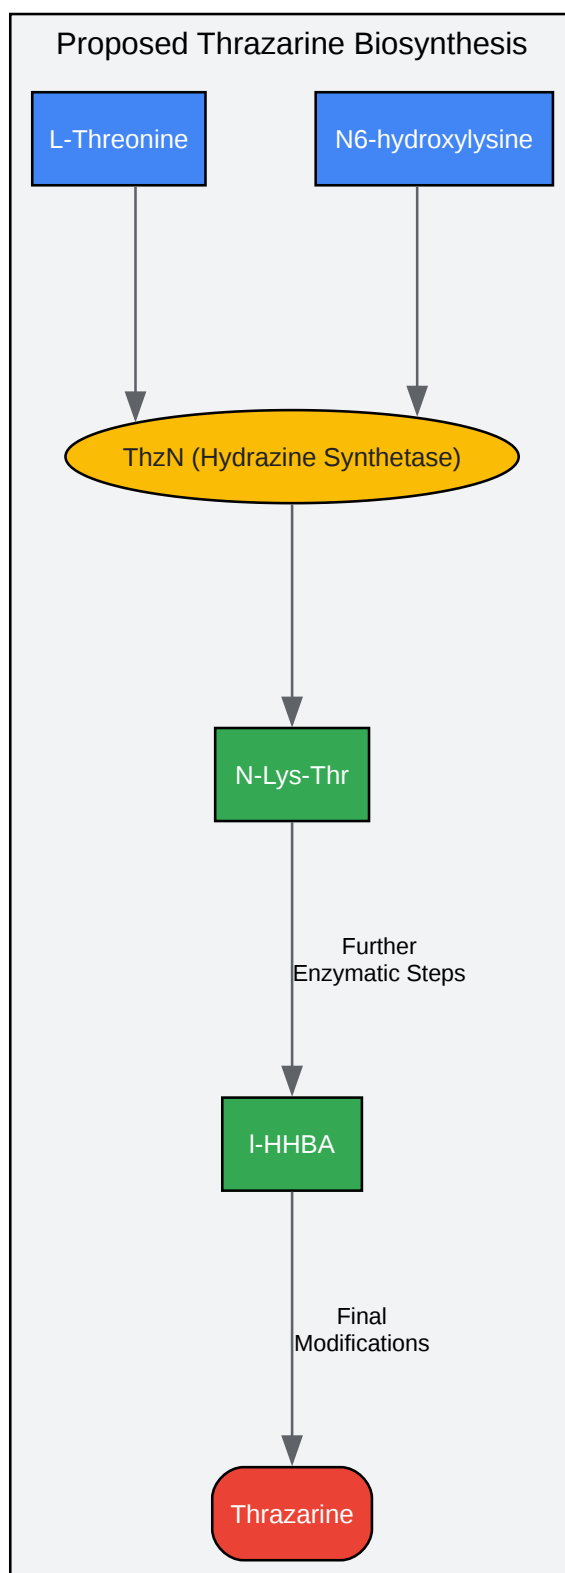 Proposed Thrazarine Biosynthesis
L-Threonine
N6-hydroxylysine
ThzN (Hydrazine Synthetase)
N-Lys-Thr
Further
Enzymatic Steps
l-HHBA
Final
Modifications
Thrazarine